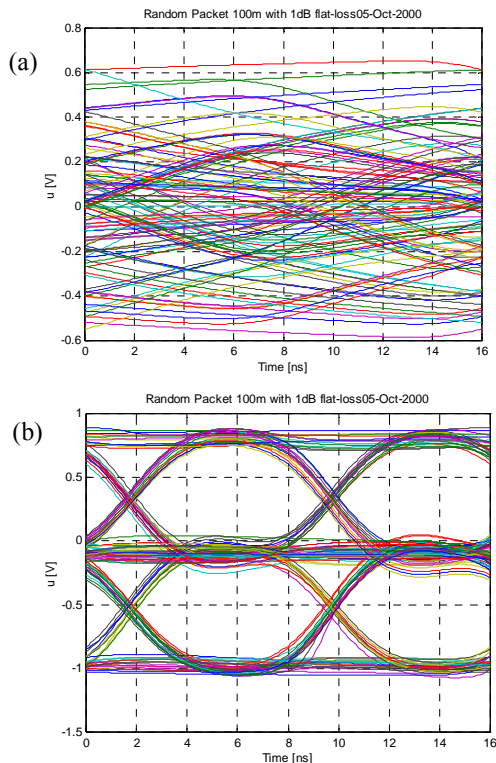 Random Packet 100m with 1dB flat-loss05-Oct-2000
(a)
0.8
0.6
0.4
0.2
0
-0.2
-0.4
-0.6
u [V]
0 2 4 6 8 10 12 14 16
Time [ns]
Random Packet 100m with 1dB flat-loss05-Oct-2000
(b)
1
0.5
0
-0.5
-1
-1.5
u [V]
0 2 4 6 8 10 12 14 16
Time [ns]